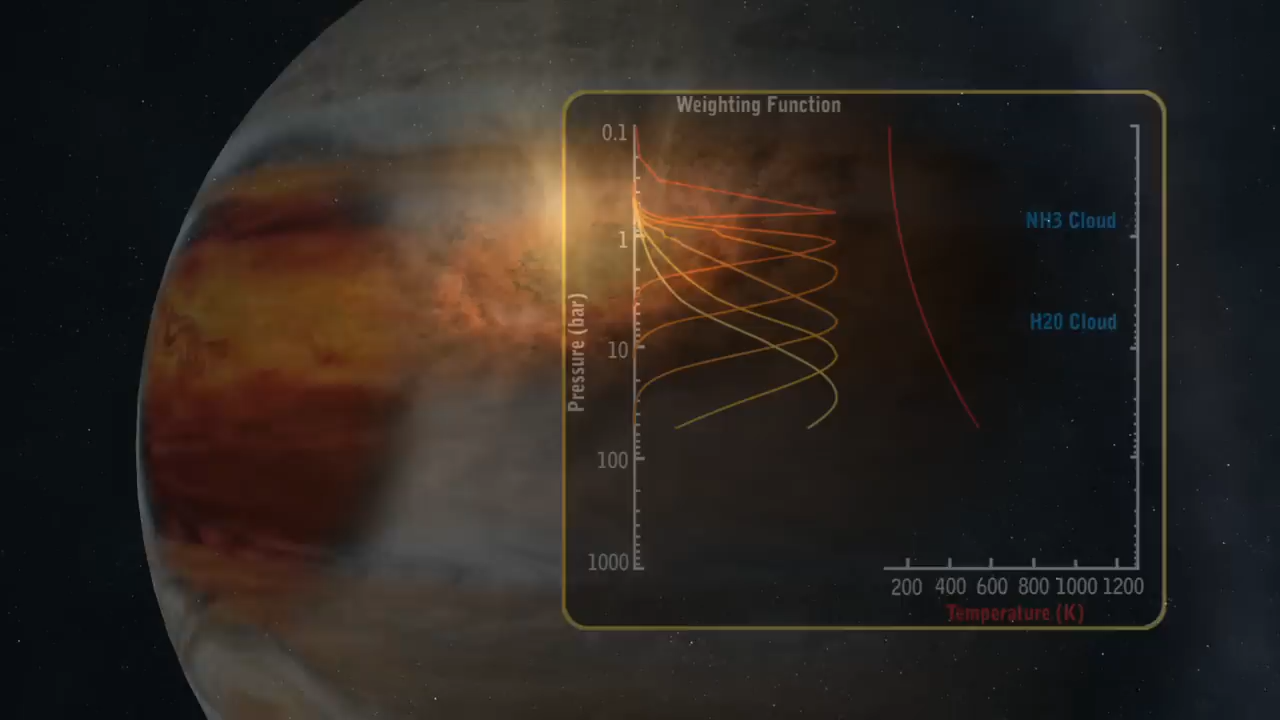 Weighting Function
0.1
NH3 Cloud
1
Pressure (bar)
H20 Cloud
10
100
1000
200 400 600 800 1000 1200
Temperature (K)